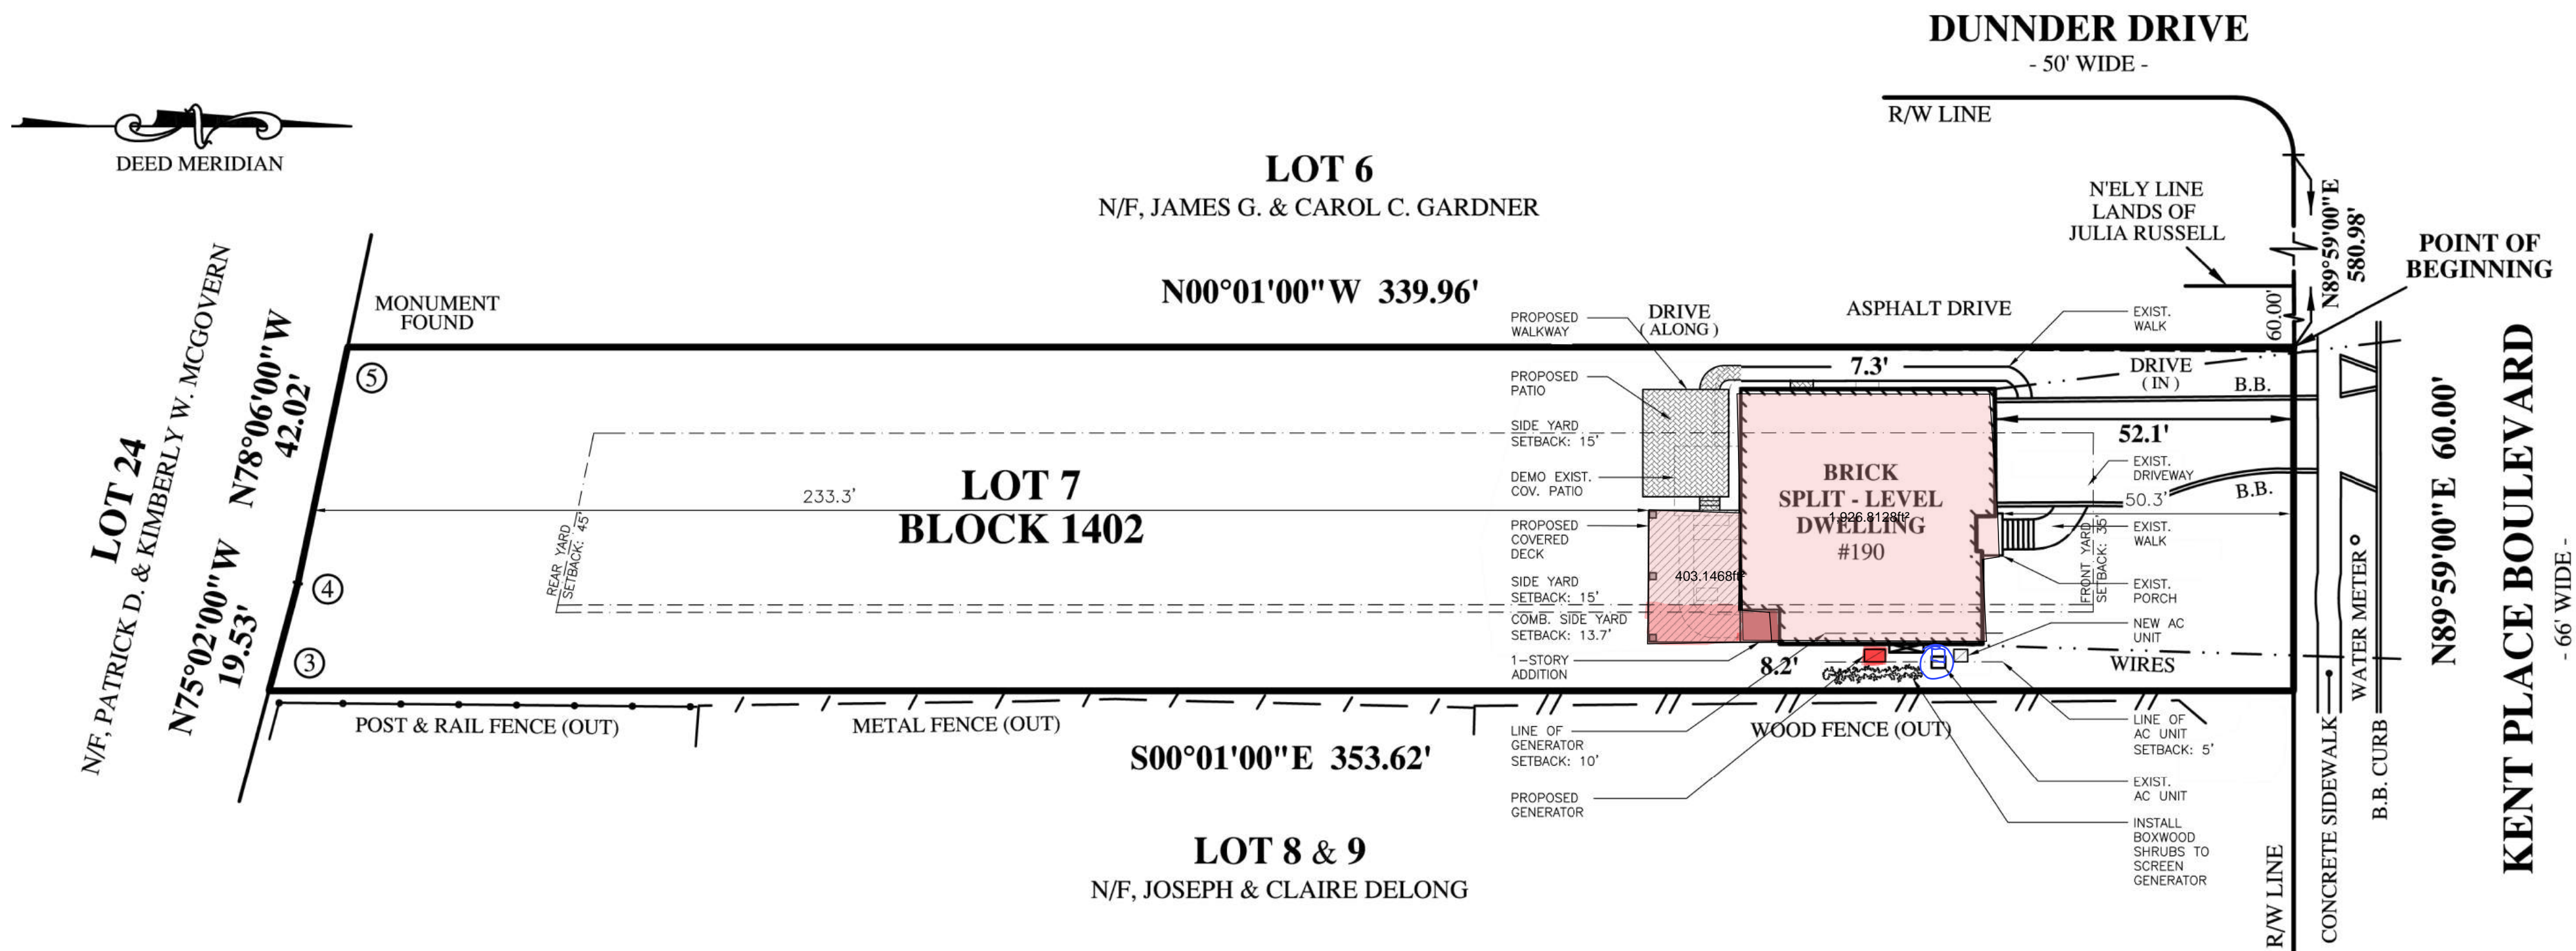 DUNNDER DRIVE
- 50' WIDE -
R/W LINE
DEED MERIDIAN
LOT 6
N/F, JAMES G. & CAROL C. GARDNER
N'ELY LINE
LANDS OF
JULIA RUSSELL
N89°59'00"E
580.98'
POINT OF
BEGINNING
60.00'
N00°01'00"W 339.96'
MONUMENT
FOUND
PROPOSED
WALKWAY
DRIVE
( ALONG )
ASPHALT DRIVE
EXIST.
WALK
LOT 24
N/F, PATRICK D. & KIMBERLY W. MCGOVERN
N78°06'00"W
42.02'
N75°02'00"W
19.53'
5
4
3
7.3'
DRIVE
( IN )
B.B.
PROPOSED
PATIO
SIDE YARD
SETBACK: 15'
52.1'
DEMO EXIST.
COV. PATIO
EXIST.
DRIVEWAY
50.3'
B.B.
233.3'
LOT 7
BLOCK 1402
REAR YARD
SETBACK: 45'
BRICK
SPLIT - LEVEL
DWELLING
#190
1,926.8128ft²
PROPOSED
COVERED
DECK
403.1468ft²
EXIST.
WALK
FRONT YARD
SETBACK: 35'
SIDE YARD
SETBACK: 15'
EXIST.
PORCH
COMB. SIDE YARD
SETBACK: 13.7'
NEW AC
UNIT
1-STORY
ADDITION
8.2'
WIRES
WATER METER
KENT PLACE BOULEVARD
- 66' WIDE -
N89°59'00"E 60.00'
POST & RAIL FENCE (OUT)
METAL FENCE (OUT)
WOOD FENCE (OUT)
LINE OF
GENERATOR
SETBACK: 10'
LINE OF
AC UNIT
SETBACK: 5'
S00°01'00"E 353.62'
PROPOSED
GENERATOR
EXIST.
AC UNIT
INSTALL
BOXWOOD
SHRUBS TO
SCREEN
GENERATOR
LOT 8 & 9
N/F, JOSEPH & CLAIRE DELONG
R/W LINE
CONCRETE SIDEWALK
B.B. CURB